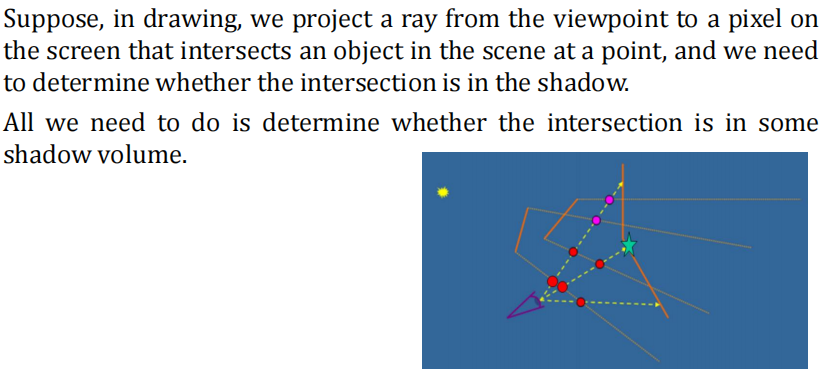 Suppose, in drawing, we project a ray from the viewpoint to a pixel on
the screen that intersects an object in the scene at a point, and we need
to determine whether the intersection is in the shadow.
All we need to do is determine whether the intersection is in some
shadow volume.